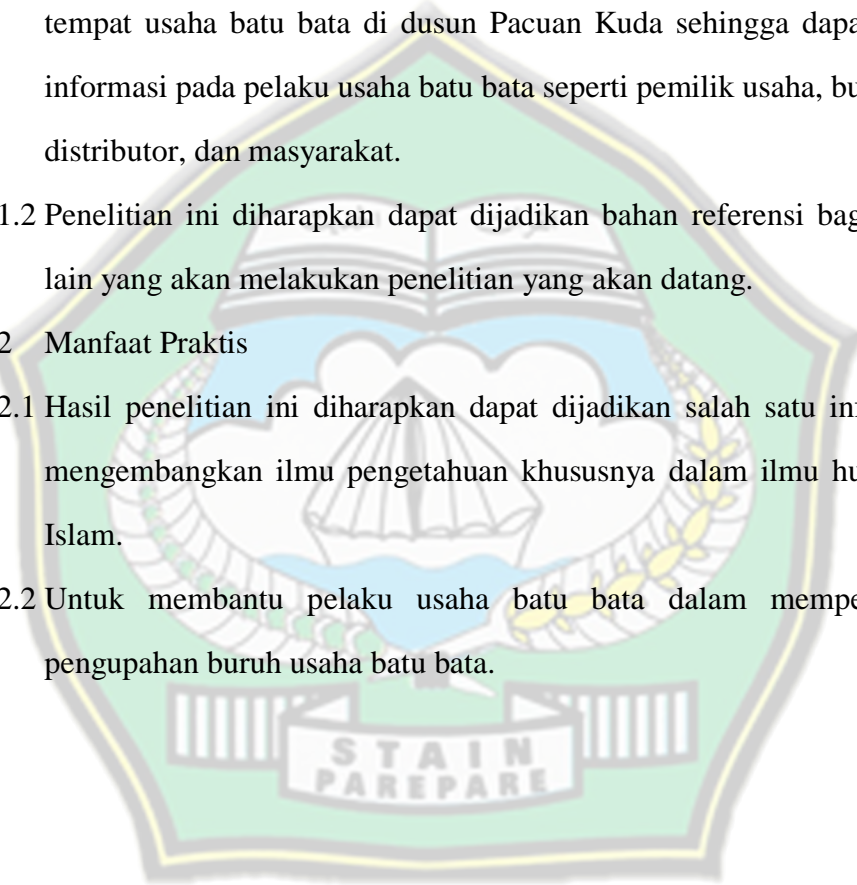 tempat usaha batu bata di dusun Pacuan Kuda sehingga dapa
informasi pada pelaku usaha batu bata seperti pemilik usaha, bu
distributor, dan masyarakat.
1.2 Penelitian ini diharapkan dapat dijadikan bahan referensi bag
lain yang akan melakukan penelitian yang akan datang.
2 Manfaat Praktis
2.1 Hasil penelitian ini diharapkan dapat dijadikan salah satu in
mengembangkan ilmu pengetahuan khususnya dalam ilmu hu
Islam.
2.2 Untuk membantu pelaku usaha batu bata dalam mempe
pengupahan buruh usaha batu bata.
STAIN
PAREPARE